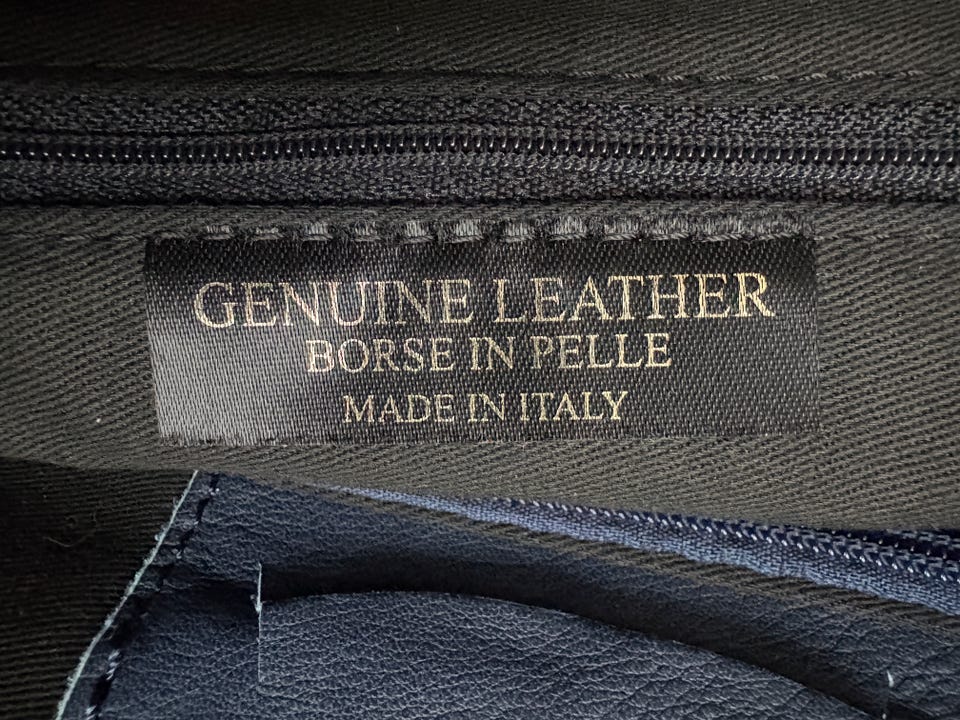 GENUINE LEATHER
BORSE IN PELLE
MADE IN ITALY